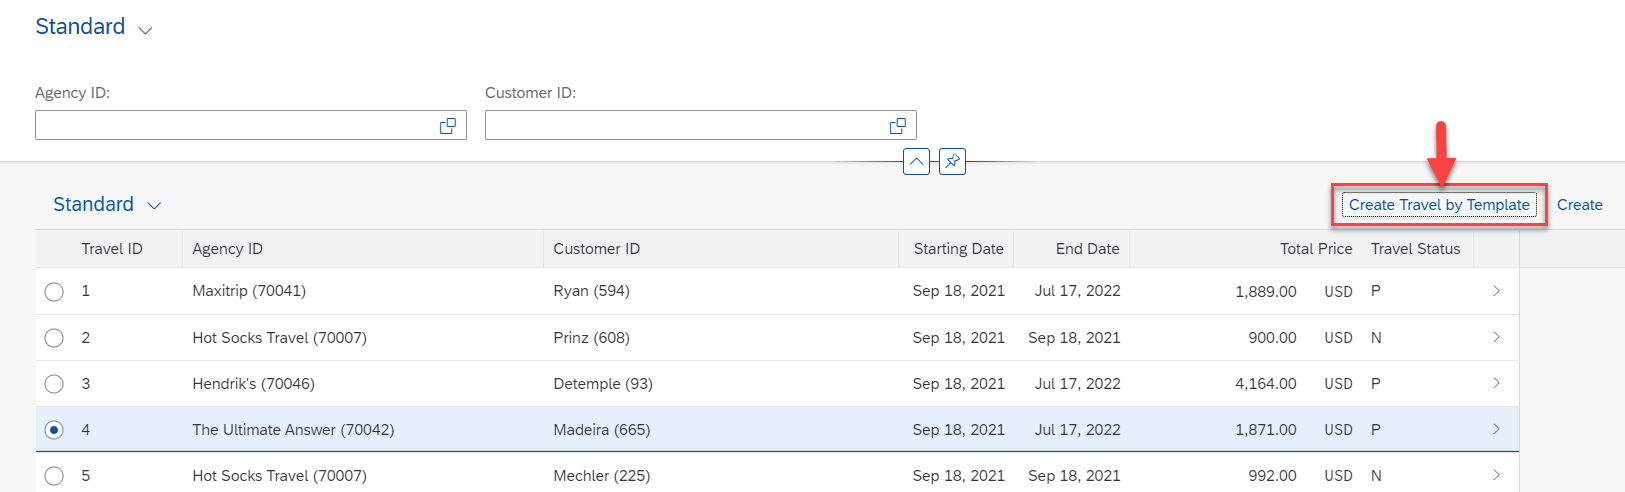 Standard
Agency ID: Customer ID:
Standard Create Travel by Template Create
Travel ID Agency ID Customer ID Starting Date End Date Total Price Travel Status
1 Maxitrip (70041) Ryan (594) Sep 18, 2021 Jul 17, 2022 1,889.00 USD P
2 Hot Socks Travel (70007) Prinz (608) Sep 18, 2021 Sep 18, 2021 900.00 USD N
3 Hendrik's (70046) Detemple (93) Sep 18, 2021 Jul 17, 2022 4,164.00 USD P
4 The Ultimate Answer (70042) Madeira (665) Sep 18, 2021 Jul 17, 2022 1,871.00 USD P
5 Hot Socks Travel (70007) Mechler (225) Sep 18, 2021 Sep 18, 2021 992.00 USD N